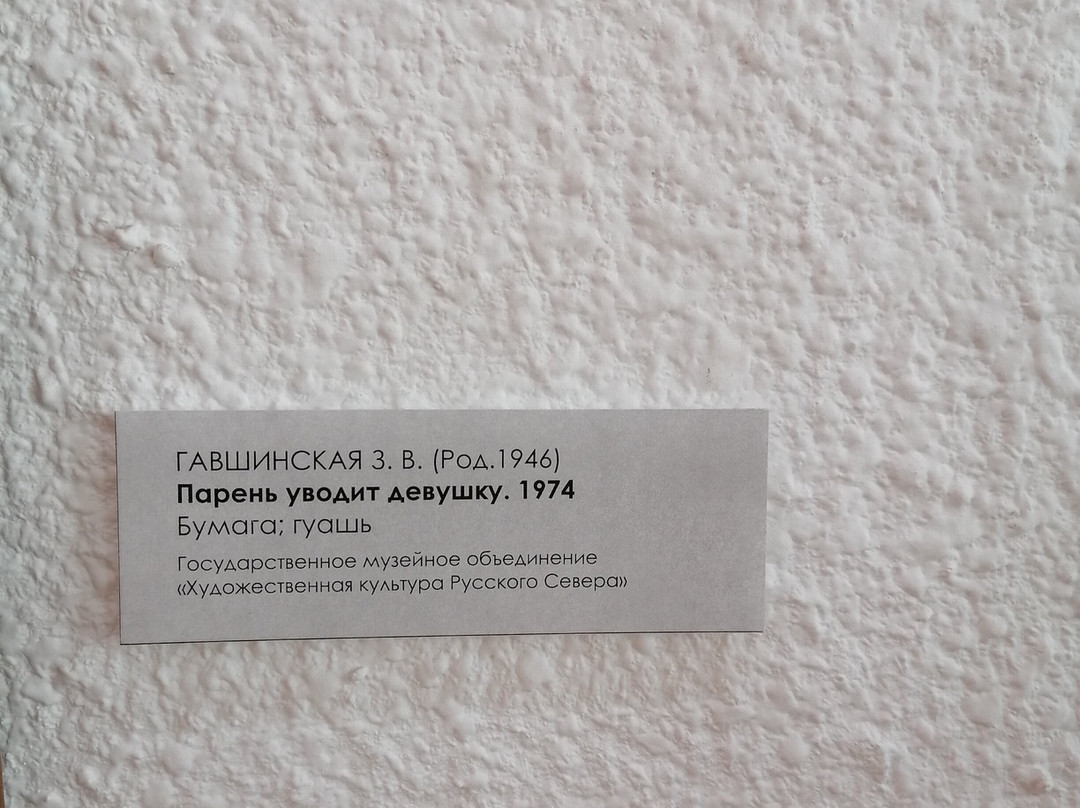 ГАВШИНСКАЯ З. В. (Род.1946)
Парень уводит девушку. 1974
Бумага; гуашь
Государственное музейное объединение
«Художественная культура Русского Севера»